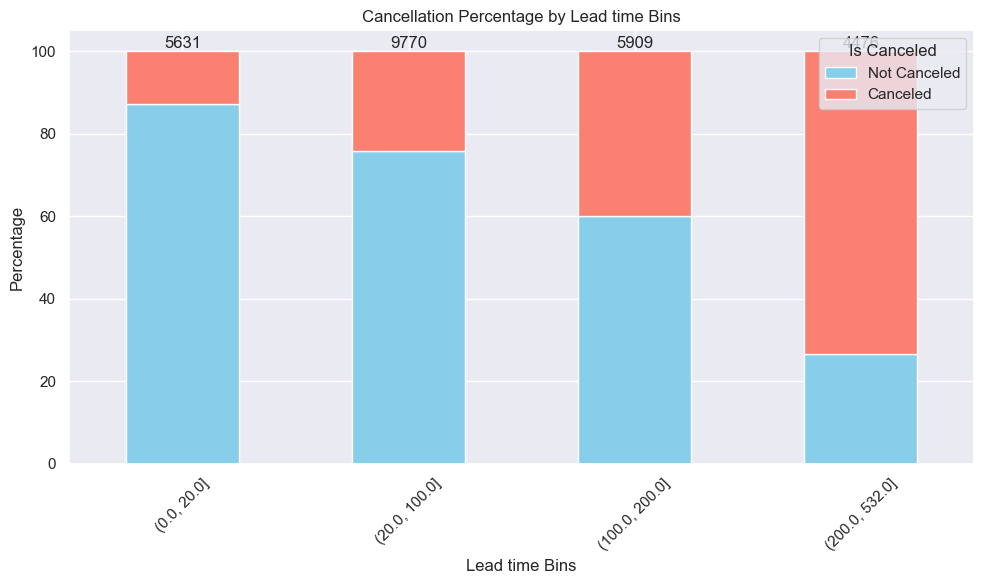 Cancellation Percentage by Lead time Bins
5631
9770
5909
4476
Is Canceled
Not Canceled
Canceled
100
80
60
40
20
0
Percentage
(0.0, 20.0]
(20.0, 100.0]
(100.0, 200.0]
(200.0, 532.0]
Lead time Bins